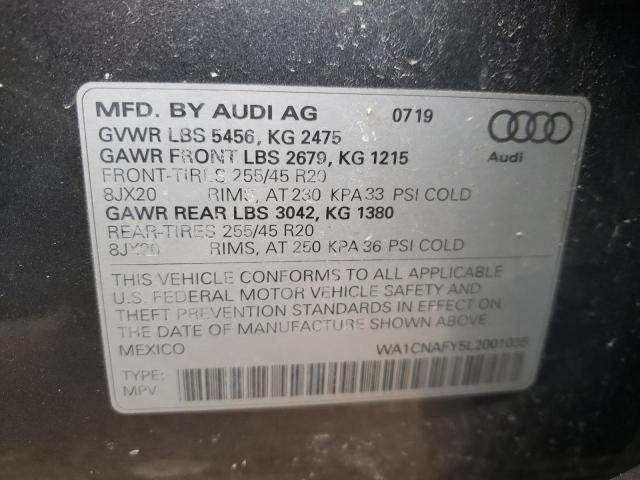 MFD. BY AUDI AG 0719
GVWR LBS 5456, KG 2475
GAWR FRONT LBS 2679, KG 1215
FRONT-TIRES 255/45 R20
8JX20 RIMS, AT 230 KPA 33 PSI COLD
GAWR REAR LBS 3042, KG 1380
REAR-TIRES 255/45 R20
8JX20 RIMS, AT 250 KPA 36 PSI COLD
Audi
THIS VEHICLE CONFORMS TO ALL APPLICABLE
U.S. FEDERAL MOTOR VEHICLE SAFETY AND
THEFT PREVENTION STANDARDS IN EFFECT ON
THE DATE OF MANUFACTURE SHOWN ABOVE.
MEXICO WA1CNAFY5L2001035
TYPE:
MPV